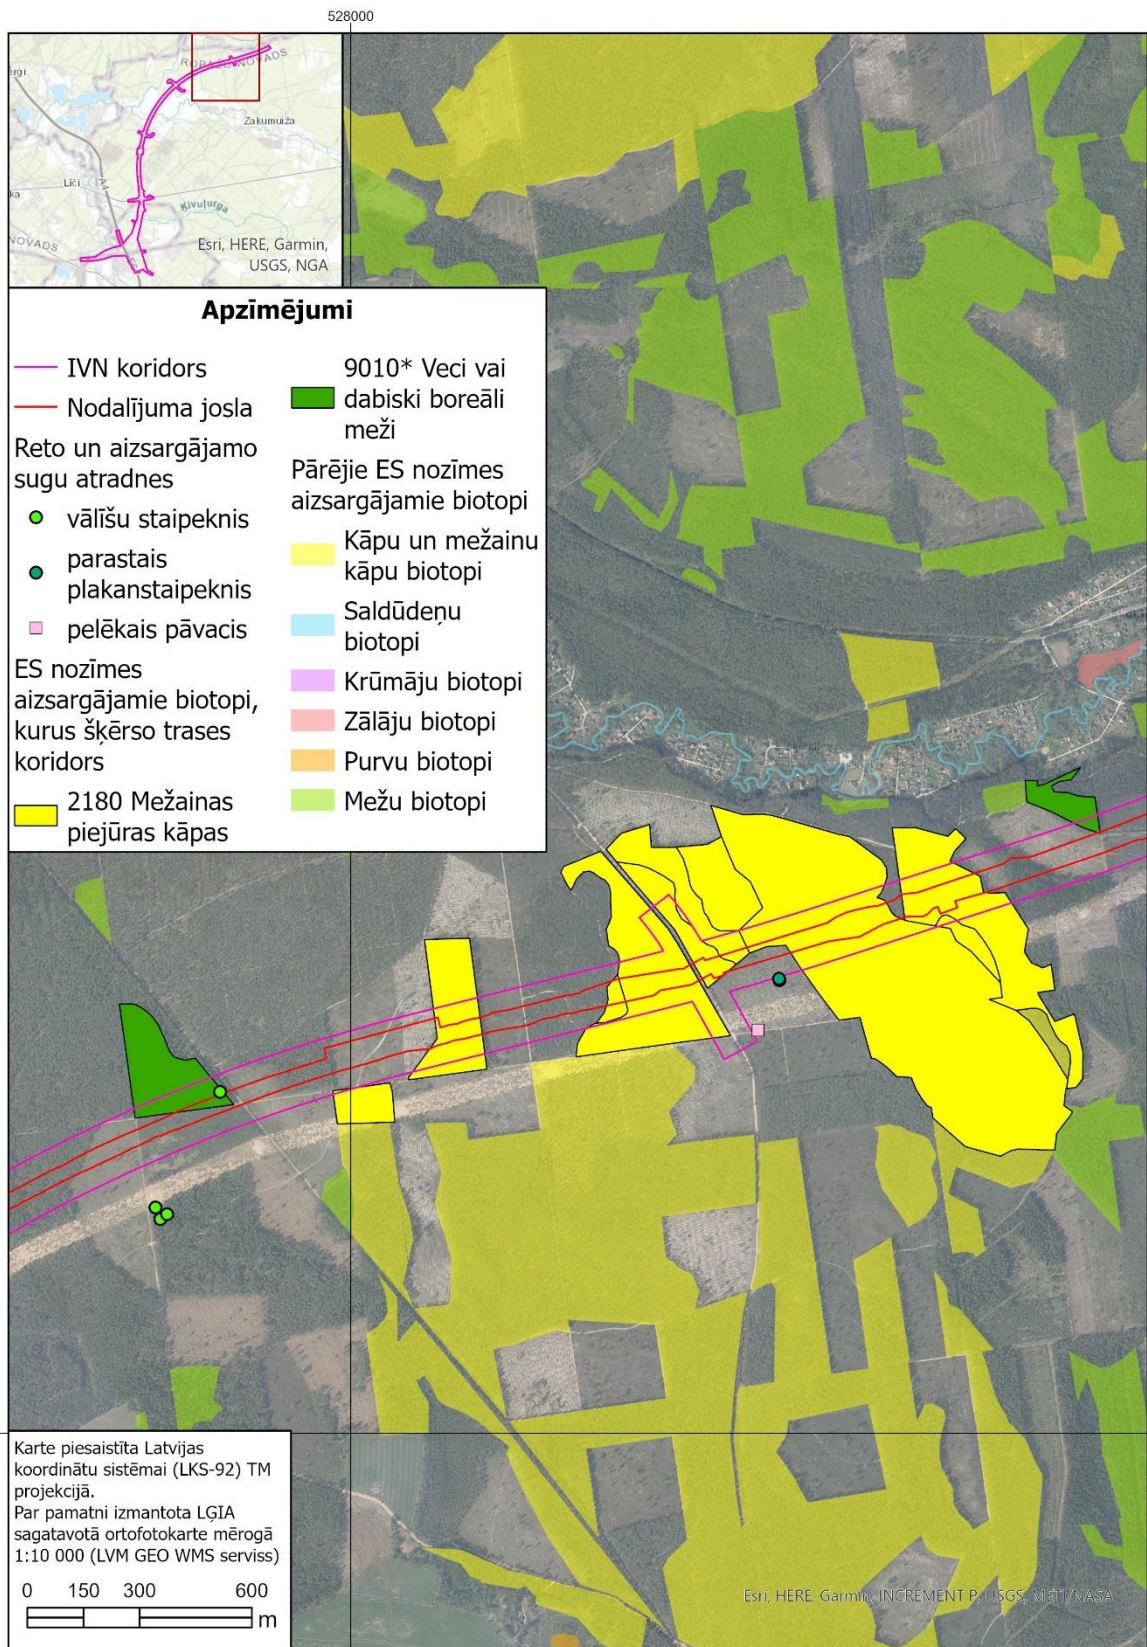 528000
ROPAŽU NOVADS
Zakumuiža
Līči
ka
A4
Ķivuļurga
NOVADS
Esri, HERE, Garmin,
USGS, NGA
Apzīmējumi
IVN koridors
Nodalījuma josla
Reto un aizsargājamo
sugu atradnes
vālīšu staipeknis
parastais
plakanstaipeknis
pelēkais pāvacis
ES nozīmes
aizsargājamie biotopi,
kurus šķērso trases
koridors
2180 Mežainas
piejūras kāpas
9010* Veci vai
dabiski boreāli
meži
Pārējie ES nozīmes
aizsargājamie biotopi
Kāpu un mežainu
kāpu biotopi
Saldūdeņu
biotopi
Krūmāju biotopi
Zālāju biotopi
Purvu biotopi
Mežu biotopi
Karte piesaistīta Latvijas
koordinātu sistēmai (LKS-92) TM
projekcijā.
Par pamatni izmantota LĢIA
sagatavotā ortofotokarte mērogā
1:10 000 (LVM GEO WMS serviss)
0 150 300 600
m
Esri, HERE, Garmin, INCREMENT P, USGS, METI/NASA